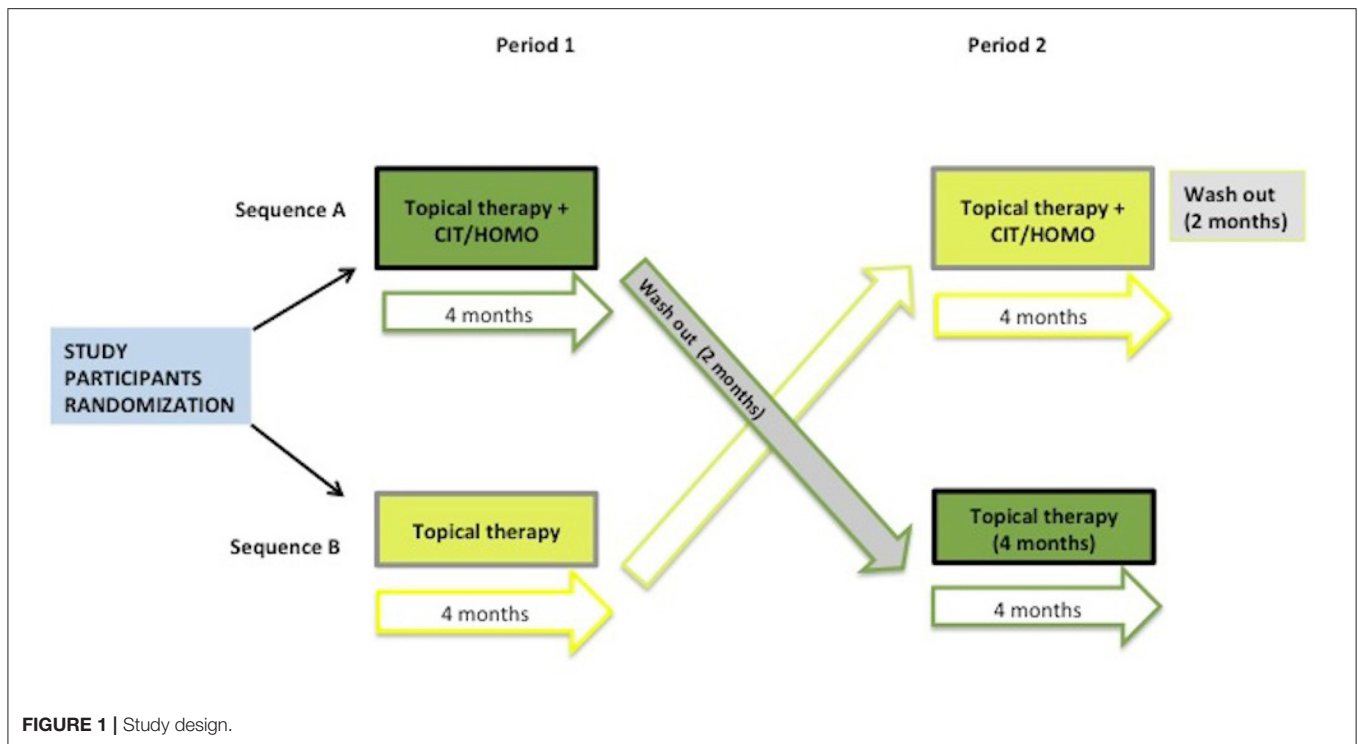 Period 1
Period 2
Sequence A
Topical therapy +
CIT/HOMO
4 months
Topical therapy +
CIT/HOMO
4 months
Wash out
(2 months)
STUDY
PARTICIPANTS
RANDOMIZATION
Wash out (2 months)
Sequence B
Topical therapy
4 months
Topical therapy
(4 months)
4 months
FIGURE 1 | Study design.